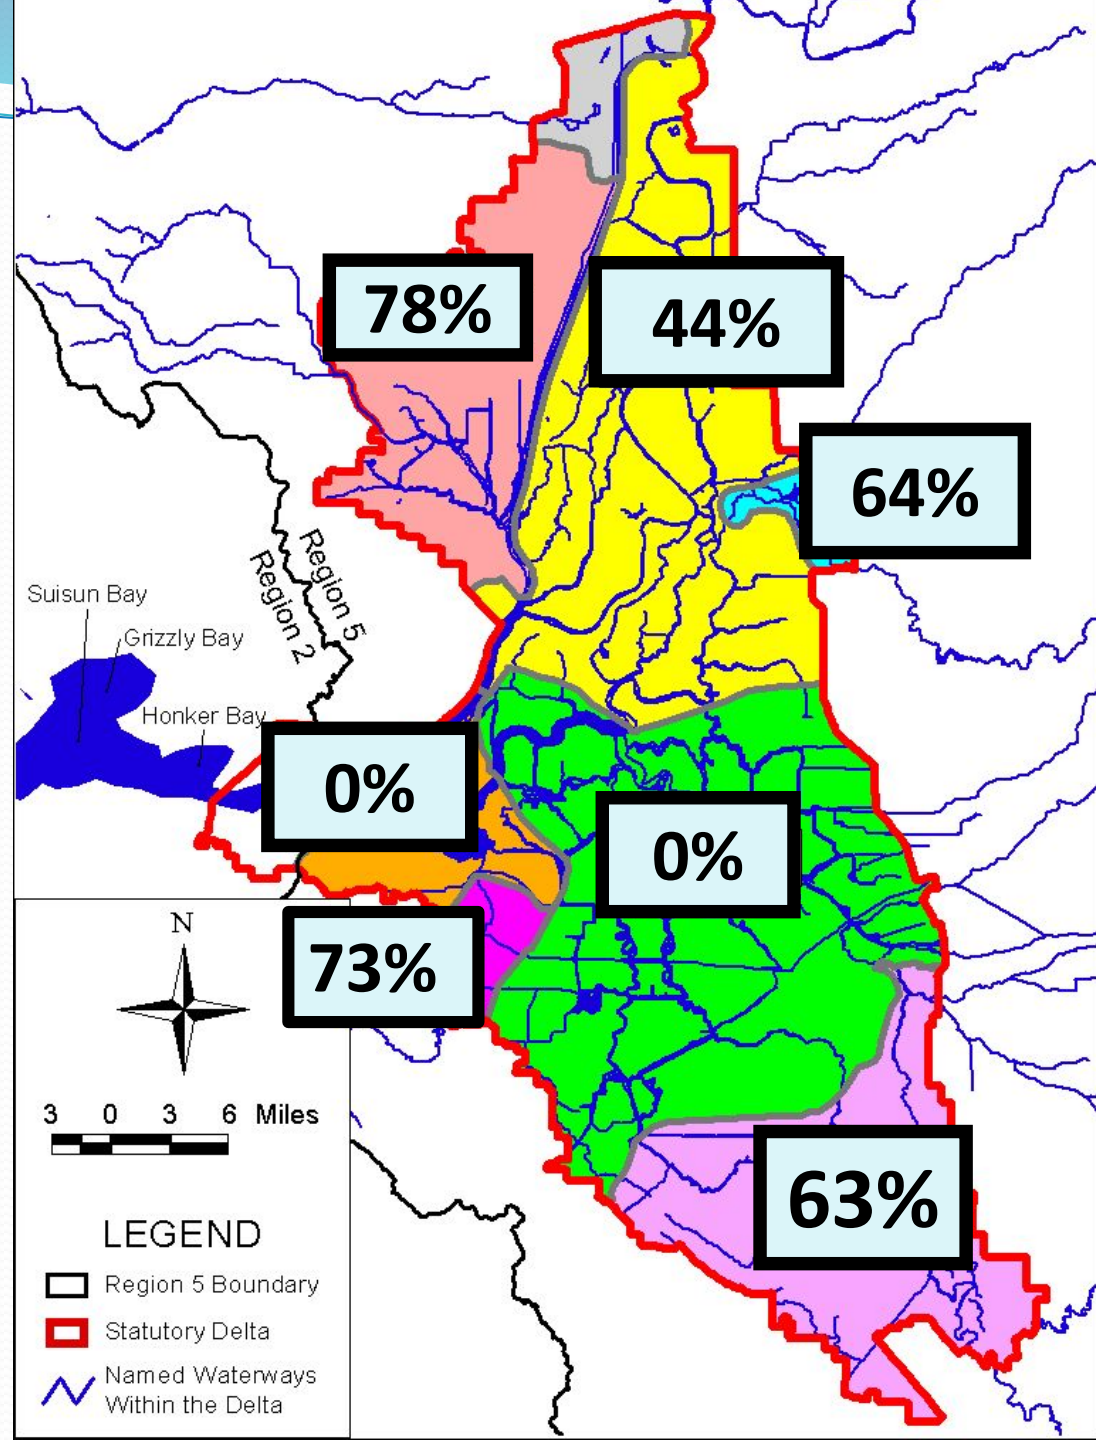 78%
44%
64%
Region 5
Region 2
Suisun Bay
Grizzly Bay
Honker Bay
0%
0%
73%
N
3 0 3 6 Miles
63%
LEGEND
Region 5 Boundary
Statutory Delta
Named Waterways
Within the Delta